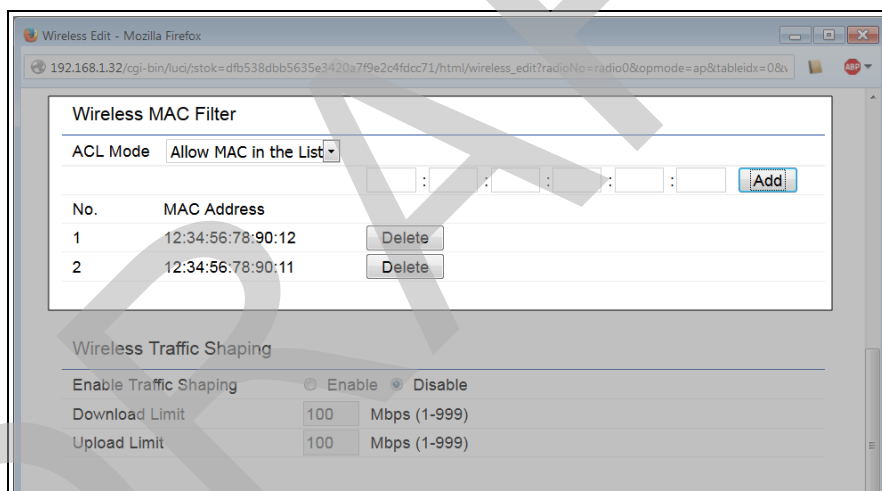 Wireless Edit - Mozilla Firefox
192.168.1.32/cgi-bin/luci/;stok=dfb538dbb5635e3420a7f9e2c4fdcc71/html/wireless_edit?radioNo=radio0&opmode=ap&tableidx=0&v
ABP
Wireless MAC Filter
ACL Mode Allow MAC in the List
: : : : : Add
No. MAC Address
1 12:34:56:78:90:12 Delete
2 12:34:56:78:90:11 Delete
Wireless Traffic Shaping
Enable Traffic Shaping Enable Disable
Download Limit 100 Mbps (1-999)
Upload Limit 100 Mbps (1-999)